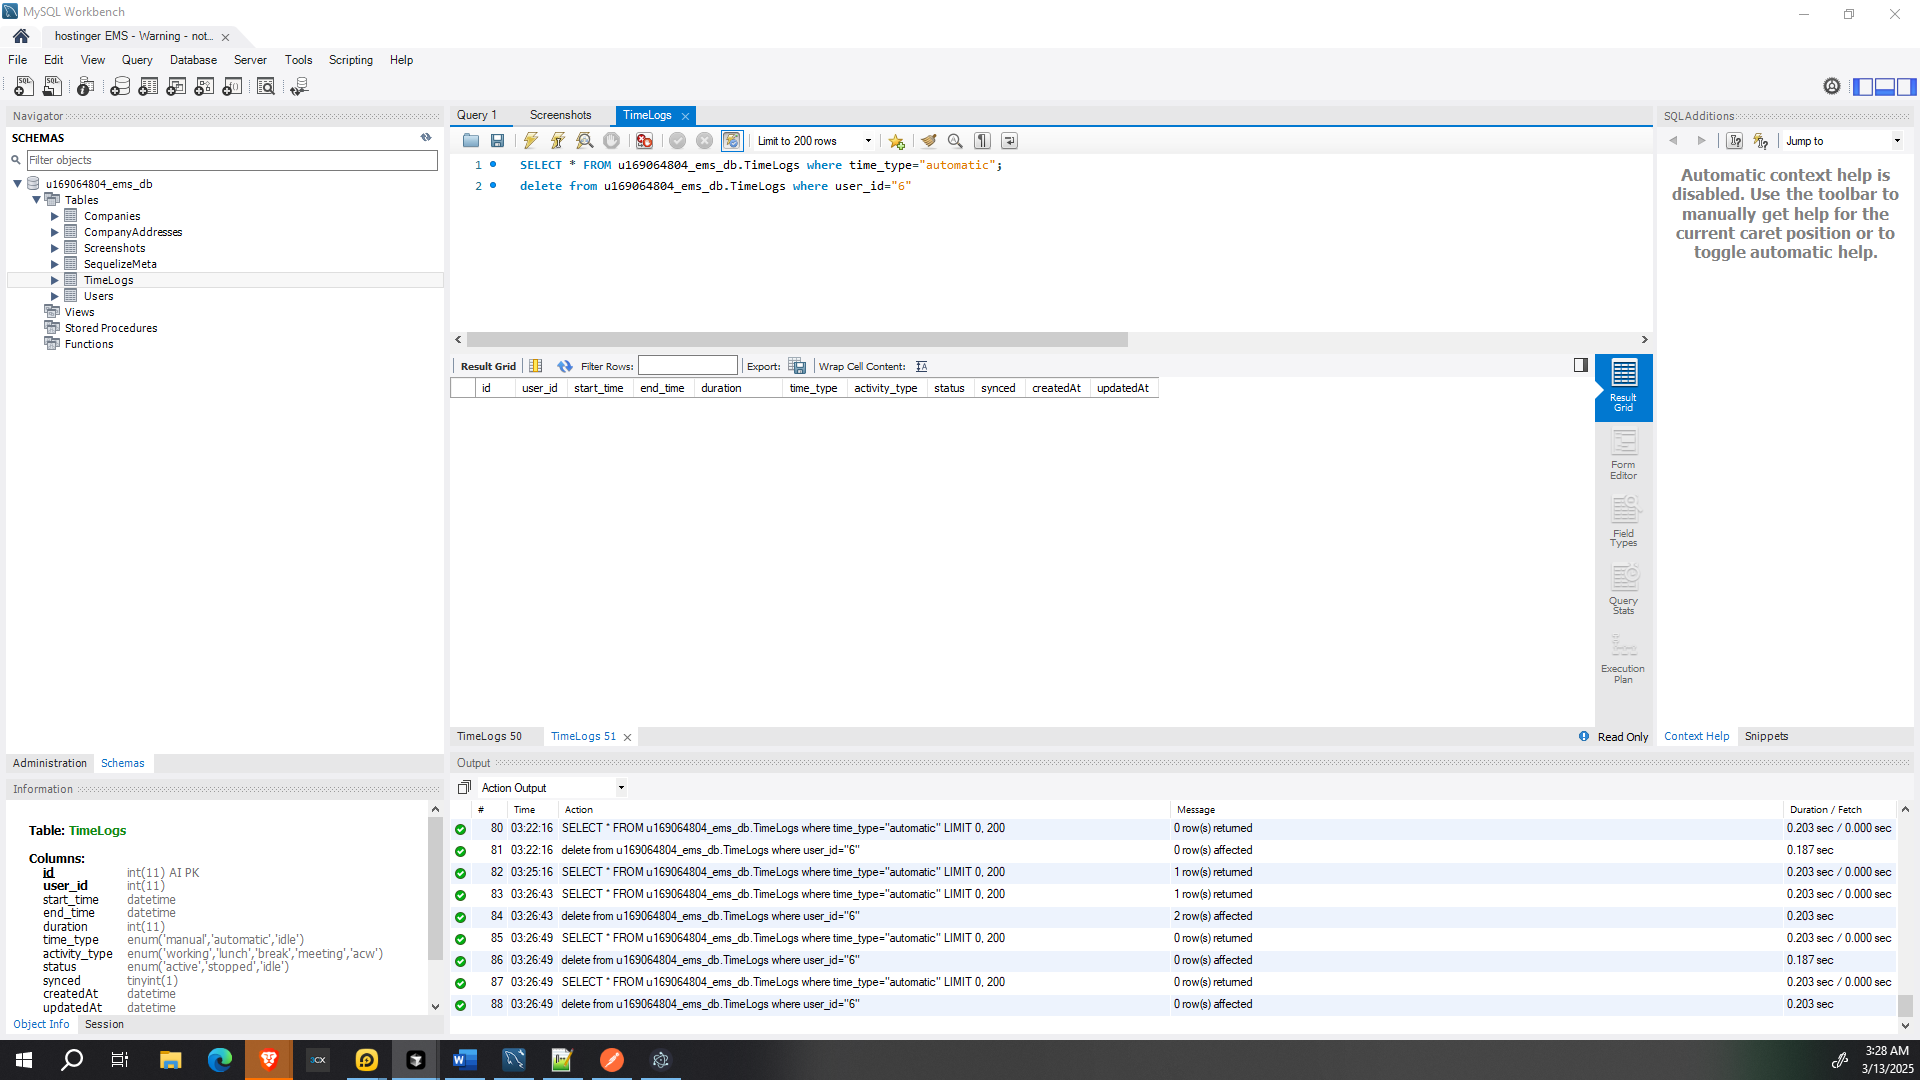 MySQL Workbench
hostinger EMS - Warning - not...
File Edit View Query Database Server Tools Scripting Help
Navigator
SCHEMAS
Filter objects
u169064804_ems_db
Tables
Companies
CompanyAddresses
Screenshots
SequelizeMeta
TimeLogs
Users
Views
Stored Procedures
Functions
Administration Schemas
Information
Table: TimeLogs
Columns:
id int(11) AI PK
user_id int(11)
start_time datetime
end_time datetime
duration int(11)
time_type enum('manual','automatic','idle')
activity_type enum('working','lunch','break','meeting','acw')
status enum('active','stopped','idle')
synced tinyint(1)
createdAt datetime
updatedAt datetime
Object Info Session
Query 1 Screenshots TimeLogs
Limit to 200 rows
1 SELECT * FROM u169064804_ems_db.TimeLogs where time_type="automatic";
2 delete from u169064804_ems_db.TimeLogs where user_id="6"
Result Grid Filter Rows: Export: Wrap Cell Content:
id user_id start_time end_time duration time_type activity_type status synced createdAt updatedAt
Result
Grid
Form
Editor
Field
Types
Query
Stats
Execution
Plan
TimeLogs 50 TimeLogs 51 Read Only
Output
Action Output
# Time Action Message Duration / Fetch
80 03:22:16 SELECT * FROM u169064804_ems_db.TimeLogs where time_type="automatic" LIMIT 0, 200 0 row(s) returned 0.203 sec / 0.000 sec
81 03:22:16 delete from u169064804_ems_db.TimeLogs where user_id="6" 0 row(s) affected 0.187 sec
82 03:25:16 SELECT * FROM u169064804_ems_db.TimeLogs where time_type="automatic" LIMIT 0, 200 1 row(s) returned 0.203 sec / 0.000 sec
83 03:26:43 SELECT * FROM u169064804_ems_db.TimeLogs where time_type="automatic" LIMIT 0, 200 1 row(s) returned 0.203 sec / 0.000 sec
84 03:26:43 delete from u169064804_ems_db.TimeLogs where user_id="6" 2 row(s) affected 0.203 sec
85 03:26:49 SELECT * FROM u169064804_ems_db.TimeLogs where time_type="automatic" LIMIT 0, 200 0 row(s) returned 0.203 sec / 0.000 sec
86 03:26:49 delete from u169064804_ems_db.TimeLogs where user_id="6" 0 row(s) affected 0.187 sec
87 03:26:49 SELECT * FROM u169064804_ems_db.TimeLogs where time_type="automatic" LIMIT 0, 200 0 row(s) returned 0.203 sec / 0.000 sec
88 03:26:49 delete from u169064804_ems_db.TimeLogs where user_id="6" 0 row(s) affected 0.203 sec
SQLAdditions
Jump to
Automatic context help is
disabled. Use the toolbar to
manually get help for the
current caret position or to
toggle automatic help.
Context Help Snippets
3:28 AM
3/13/2025